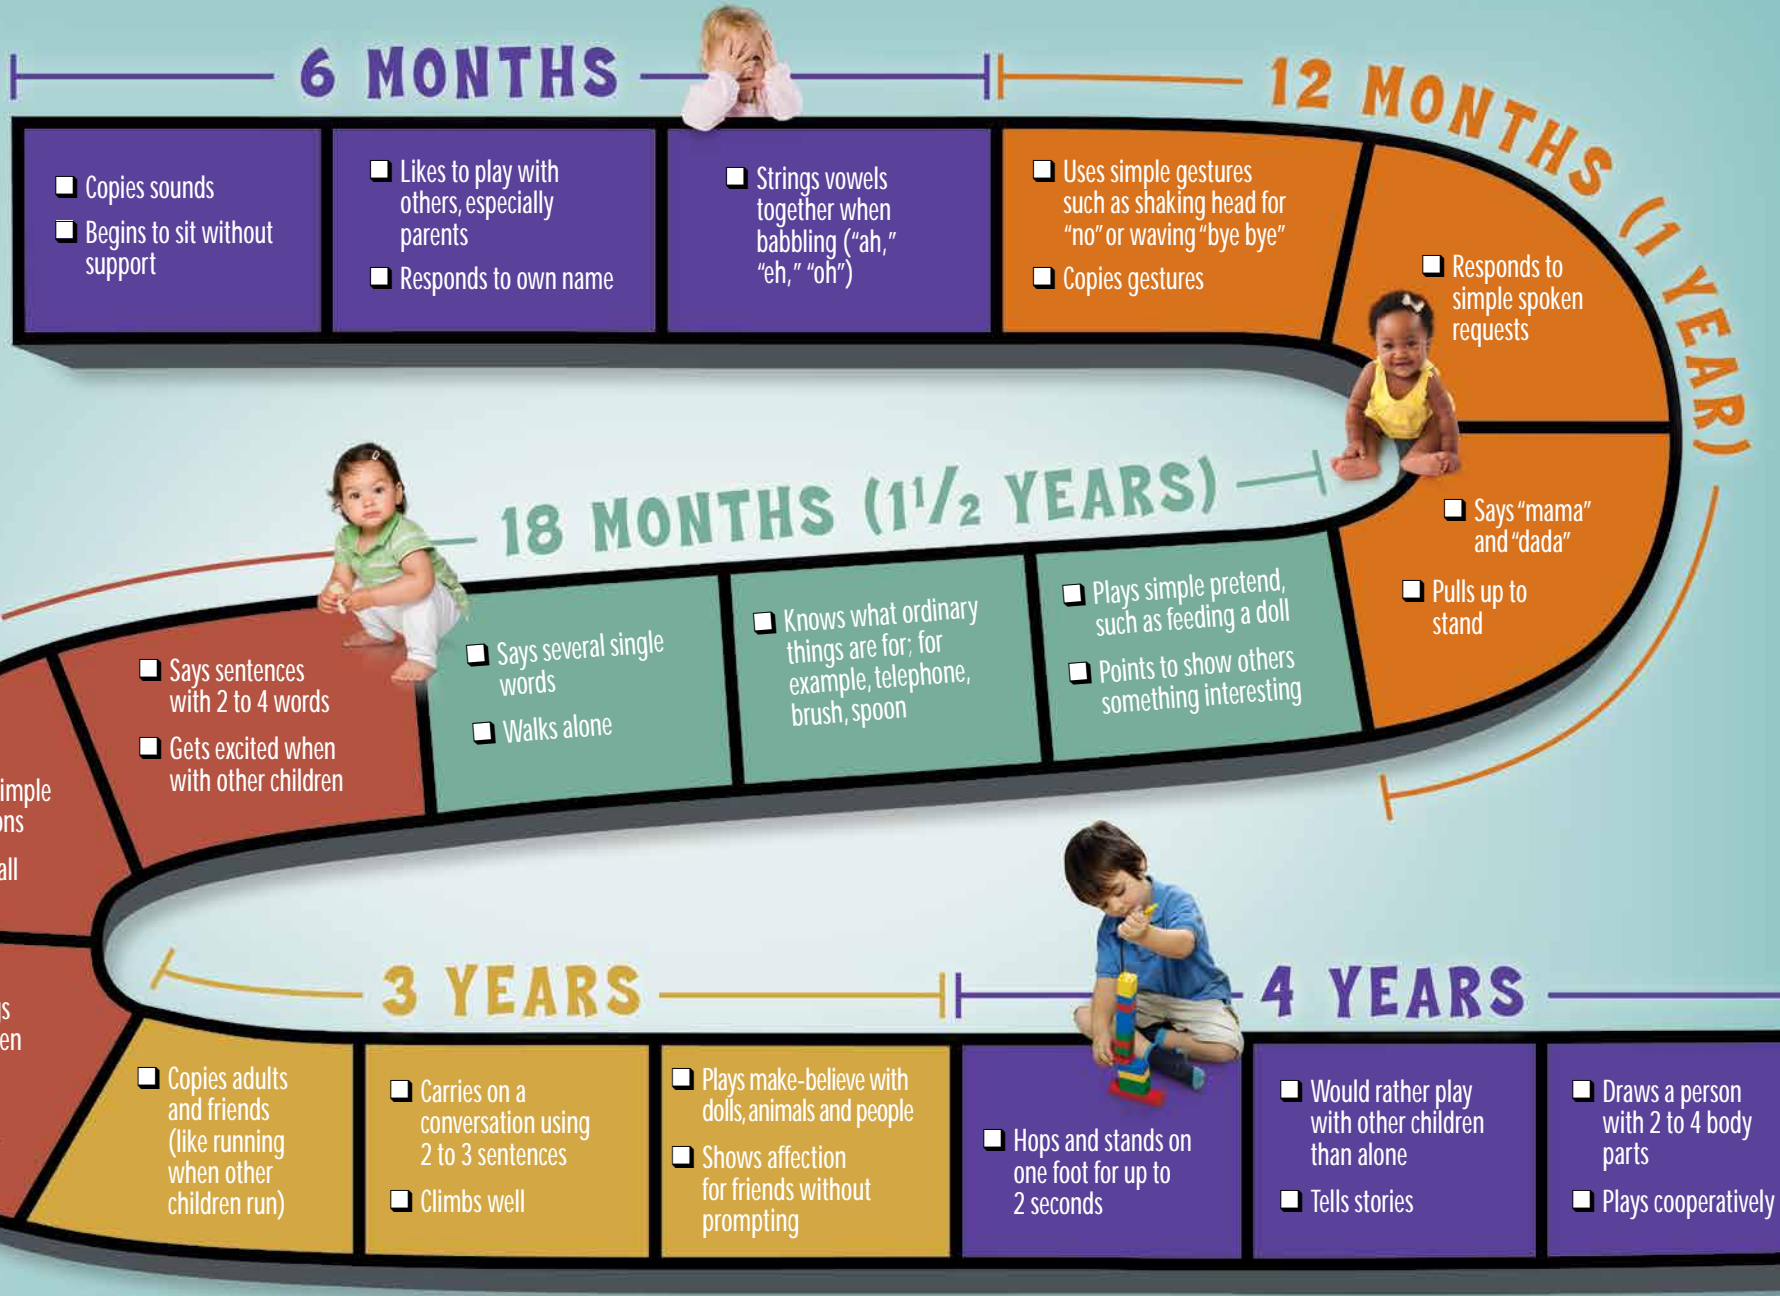 6 MONTHS
Copies sounds
Begins to sit without
support
Likes to play with
others, especially
parents
Responds to own name
Strings vowels
together when
babbling (“ah,”
“eh,” “oh”)
12 MONTHS (1 YEAR)
Uses simple gestures
such as shaking head for
“no” or waving “bye bye”
Copies gestures
Responds to
simple spoken
requests
Says “mama”
and “dada”
Pulls up to
stand
18 MONTHS (1 1/2 YEARS)
Plays simple pretend,
such as feeding a doll
Points to show others
something interesting
Knows what ordinary
things are for; for
example, telephone,
brush, spoon
Says several single
words
Walks alone
Says sentences
with 2 to 4 words
Gets excited when
with other children
3 YEARS
Copies adults
and friends
(like running
when other
children run)
Carries on a
conversation using
2 to 3 sentences
Climbs well
Plays make-believe with
dolls, animals and people
Shows affection
for friends without
prompting
4 YEARS
Hops and stands on
one foot for up to
2 seconds
Would rather play
with other children
than alone
Tells stories
Draws a person
with 2 to 4 body
parts
Plays cooperatively